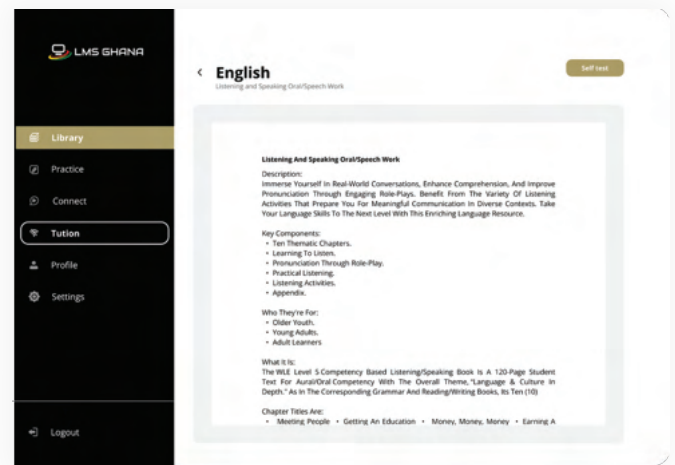 LMS GHANA
Library
Practice
Connect
Tution
Profile
Settings
Logout
English
Listening and Speaking Oral/Speech Work
Self test
Listening And Speaking Oral/Speech Work
Description:
Immerse Yourself In Real-World Conversations, Enhance Comprehension, And Improve
Pronunciation Through Engaging Role-Plays. Benefit From The Variety Of Listening
Activities That Prepare You For Meaningful Communication In Diverse Contexts. Take
Your Language Skills To The Next Level With This Enriching Language Resource.
Key Components:
• Ten Thematic Chapters.
• Learning To Listen.
• Pronunciation Through Role-Play.
• Practical Listening.
• Listening Activities.
• Appendix.
Who They're For:
• Older Youth.
• Young Adults.
• Adult Learners
What It Is:
The WLE Level 5 Competency Based Listening/Speaking Book Is A 120-Page Student
Text For Aural/Oral Competency With The Overall Theme, "Language & Culture In
Depth." As In The Corresponding Grammar And Reading/Writing Books, Its Ten (10)
Chapter Titles Are:
• Meeting People • Getting An Education • Money, Money, Money • Earning A